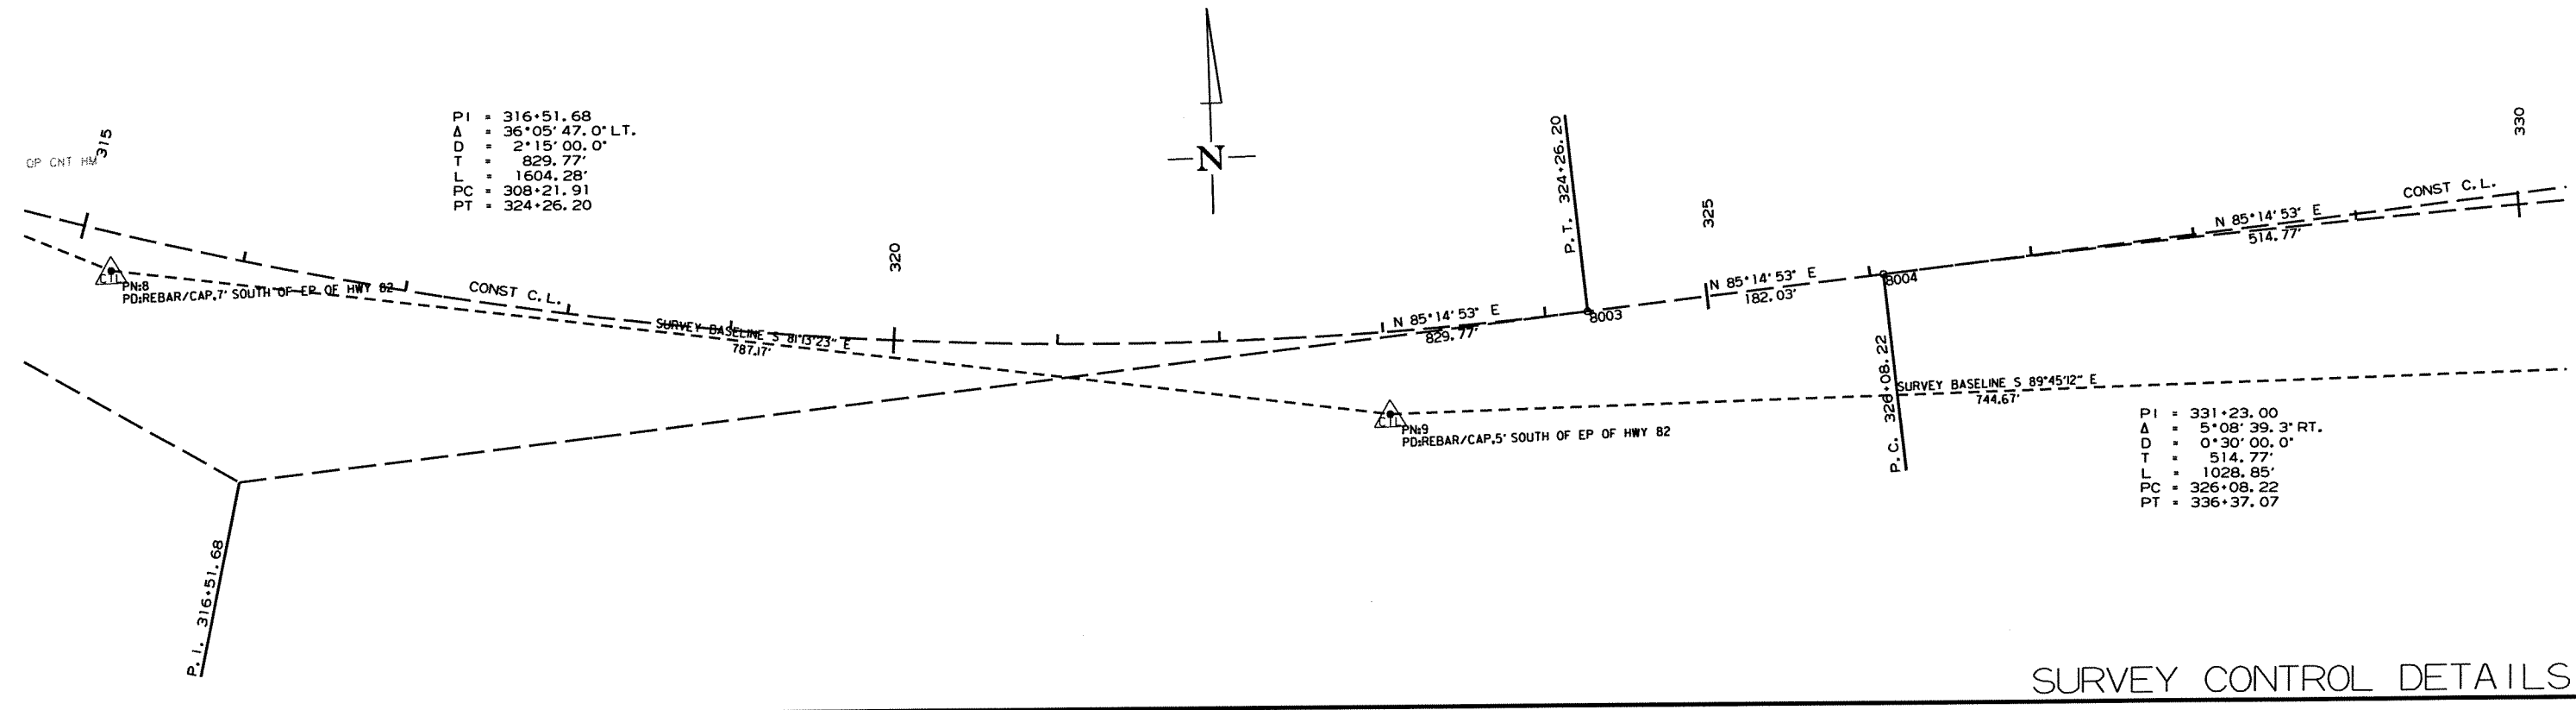 OP CNT HM
315
PI = 316+51.68
Δ = 36°05'47.0" LT.
D = 2°15'00.0"
T = 829.77'
L = 1604.28'
PC = 308+21.91
PT = 324+26.20
N
P.T. 324+26.20
325
330
320
CONST C.L.
N 85°14'53" E
514.77'
N 85°14'53" E
182.03'
8004
8003
N 85°14'53" E
829.77'
CTL
PN:8
PD:REBAR/CAP,7' SOUTH OF EP OF HWY 82
CONST C.L.
SURVEY BASELINE S 81°13'23" E
787.17'
CTL
PN:9
PD:REBAR/CAP,5' SOUTH OF EP OF HWY 82
P.C. 326+08.22
SURVEY BASELINE S 89°45'12" E
744.67'
PI = 331+23.00
Δ = 5°08'39.3" RT.
D = 0°30'00.0"
T = 514.77'
L = 1028.85'
PC = 326+08.22
PT = 336+37.07
P.I. 316+51.68
SURVEY CONTROL DETAILS